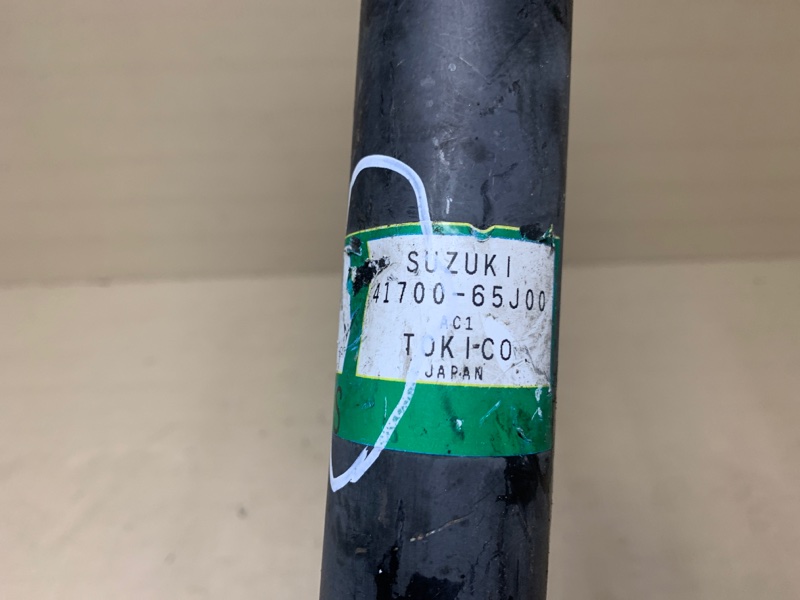 SUZUKI
41700-65J00
AC1
TOKICO
JAPAN